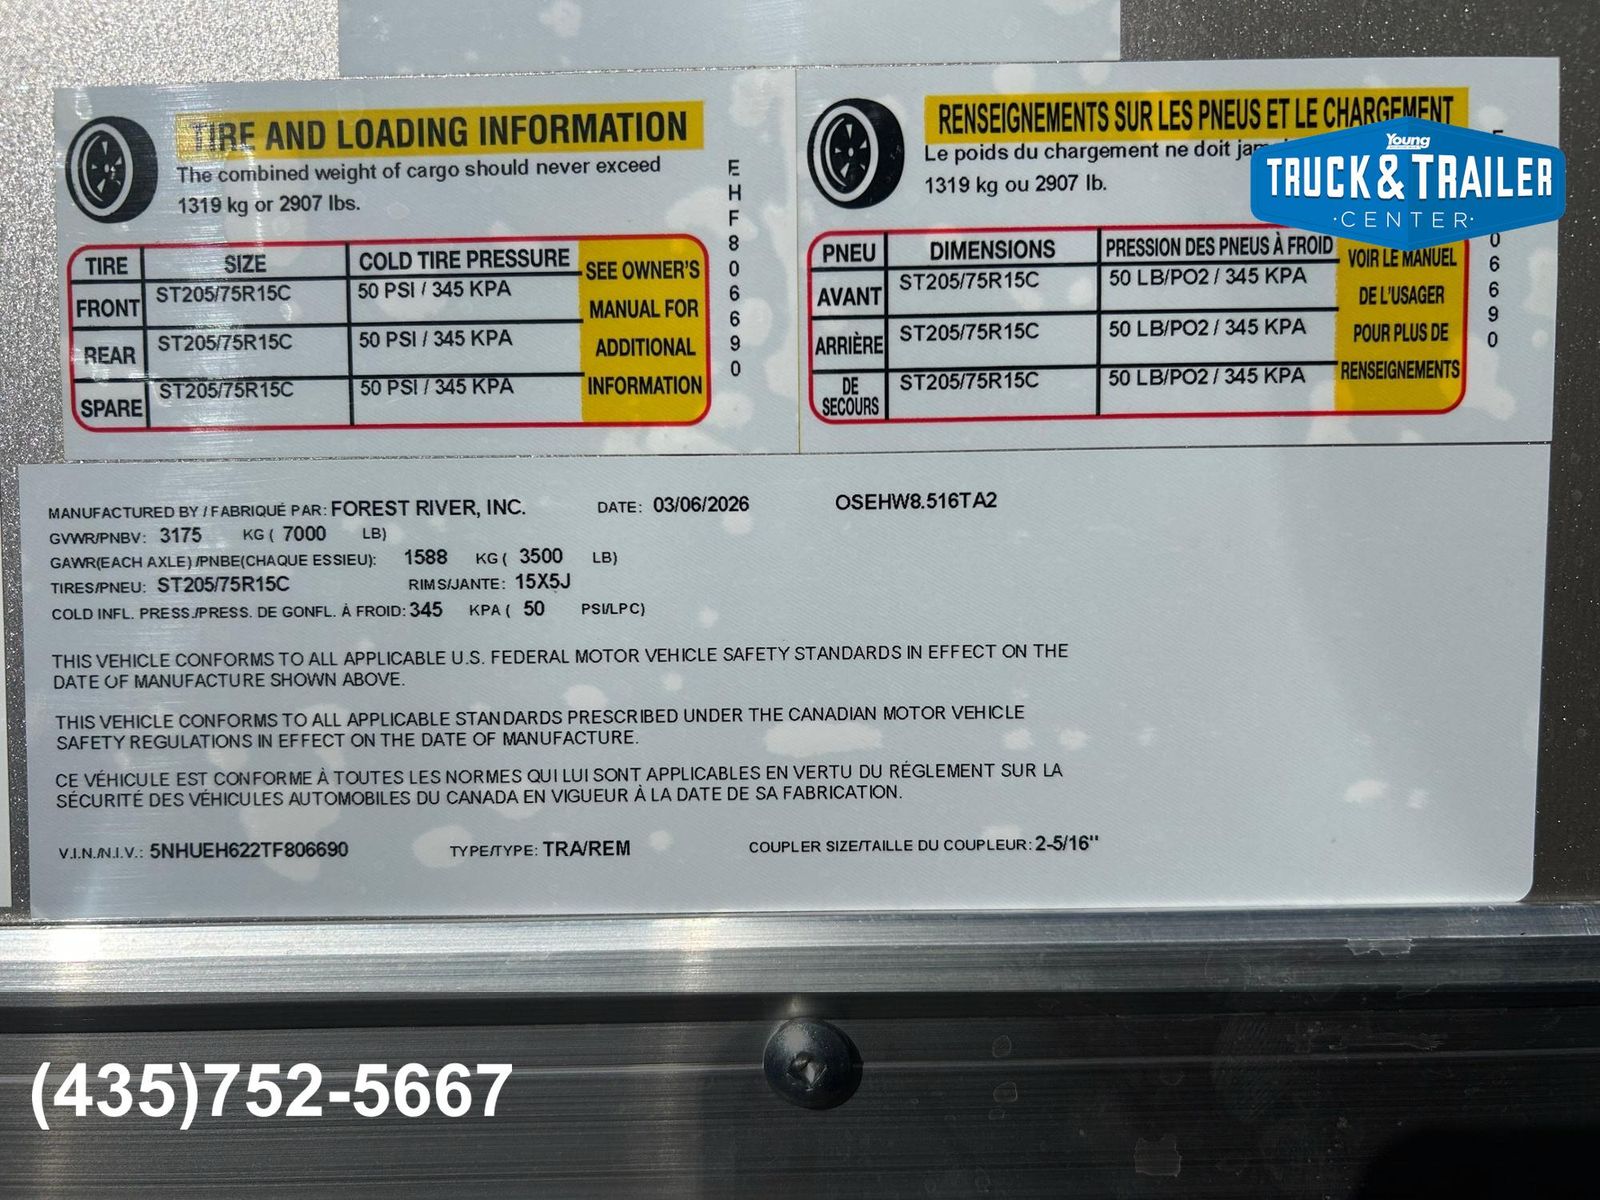 TIRE AND LOADING INFORMATION
The combined weight of cargo should never exceed
1319 kg or 2907 lbs.
TIRE SIZE COLD TIRE PRESSURE SEE OWNER'S MANUAL FOR ADDITIONAL INFORMATION
FRONT ST205/75R15C 50 PSI / 345 KPA
REAR ST205/75R15C 50 PSI / 345 KPA
SPARE ST205/75R15C 50 PSI / 345 KPA
EHF806690
RENSEIGNEMENTS SUR LES PNEUS ET LE CHARGEMENT
Le poids du chargement ne doit
1319 kg ou 2907 lb.
PNEU DIMENSIONS PRESSION DES PNEUS À FROID VOIR LE MANUEL DE L'USAGER POUR PLUS DE RENSEIGNEMENTS
AVANT ST205/75R15C 50 LB/PO2 / 345 KPA
ARRIÈRE ST205/75R15C 50 LB/PO2 / 345 KPA
DE SECOURS ST205/75R15C 50 LB/PO2 / 345 KPA
06690
Young
TRUCK & TRAILER
·CENTER·
MANUFACTURED BY / FABRIQUÉ PAR: FOREST RIVER, INC. DATE: 03/06/2026 OSEHW8.516TA2
GVWR/PNBV: 3175 KG ( 7000 LB)
GAWR(EACH AXLE) /PNBE(CHAQUE ESSIEU): 1588 KG ( 3500 LB)
TIRES/PNEU: ST205/75R15C RIMS/JANTE: 15X5J
COLD INFL. PRESS./PRESS. DE GONFL. À FROID: 345 KPA ( 50 PSI/LPC)
THIS VEHICLE CONFORMS TO ALL APPLICABLE U.S. FEDERAL MOTOR VEHICLE SAFETY STANDARDS IN EFFECT ON THE
DATE OF MANUFACTURE SHOWN ABOVE.
THIS VEHICLE CONFORMS TO ALL APPLICABLE STANDARDS PRESCRIBED UNDER THE CANADIAN MOTOR VEHICLE
SAFETY REGULATIONS IN EFFECT ON THE DATE OF MANUFACTURE.
CE VÉHICULE EST CONFORME À TOUTES LES NORMES QUI LUI SONT APPLICABLES EN VERTU DU RÉGLEMENT SUR LA
SÉCURITÉ DES VÉHICULES AUTOMOBILES DU CANADA EN VIGUEUR À LA DATE DE SA FABRICATION.
V.I.N./N.I.V.: 5NHUEH622TF806690 TYPE/TYPE: TRA/REM COUPLER SIZE/TAILLE DU COUPLEUR: 2-5/16"
(435)752-5667